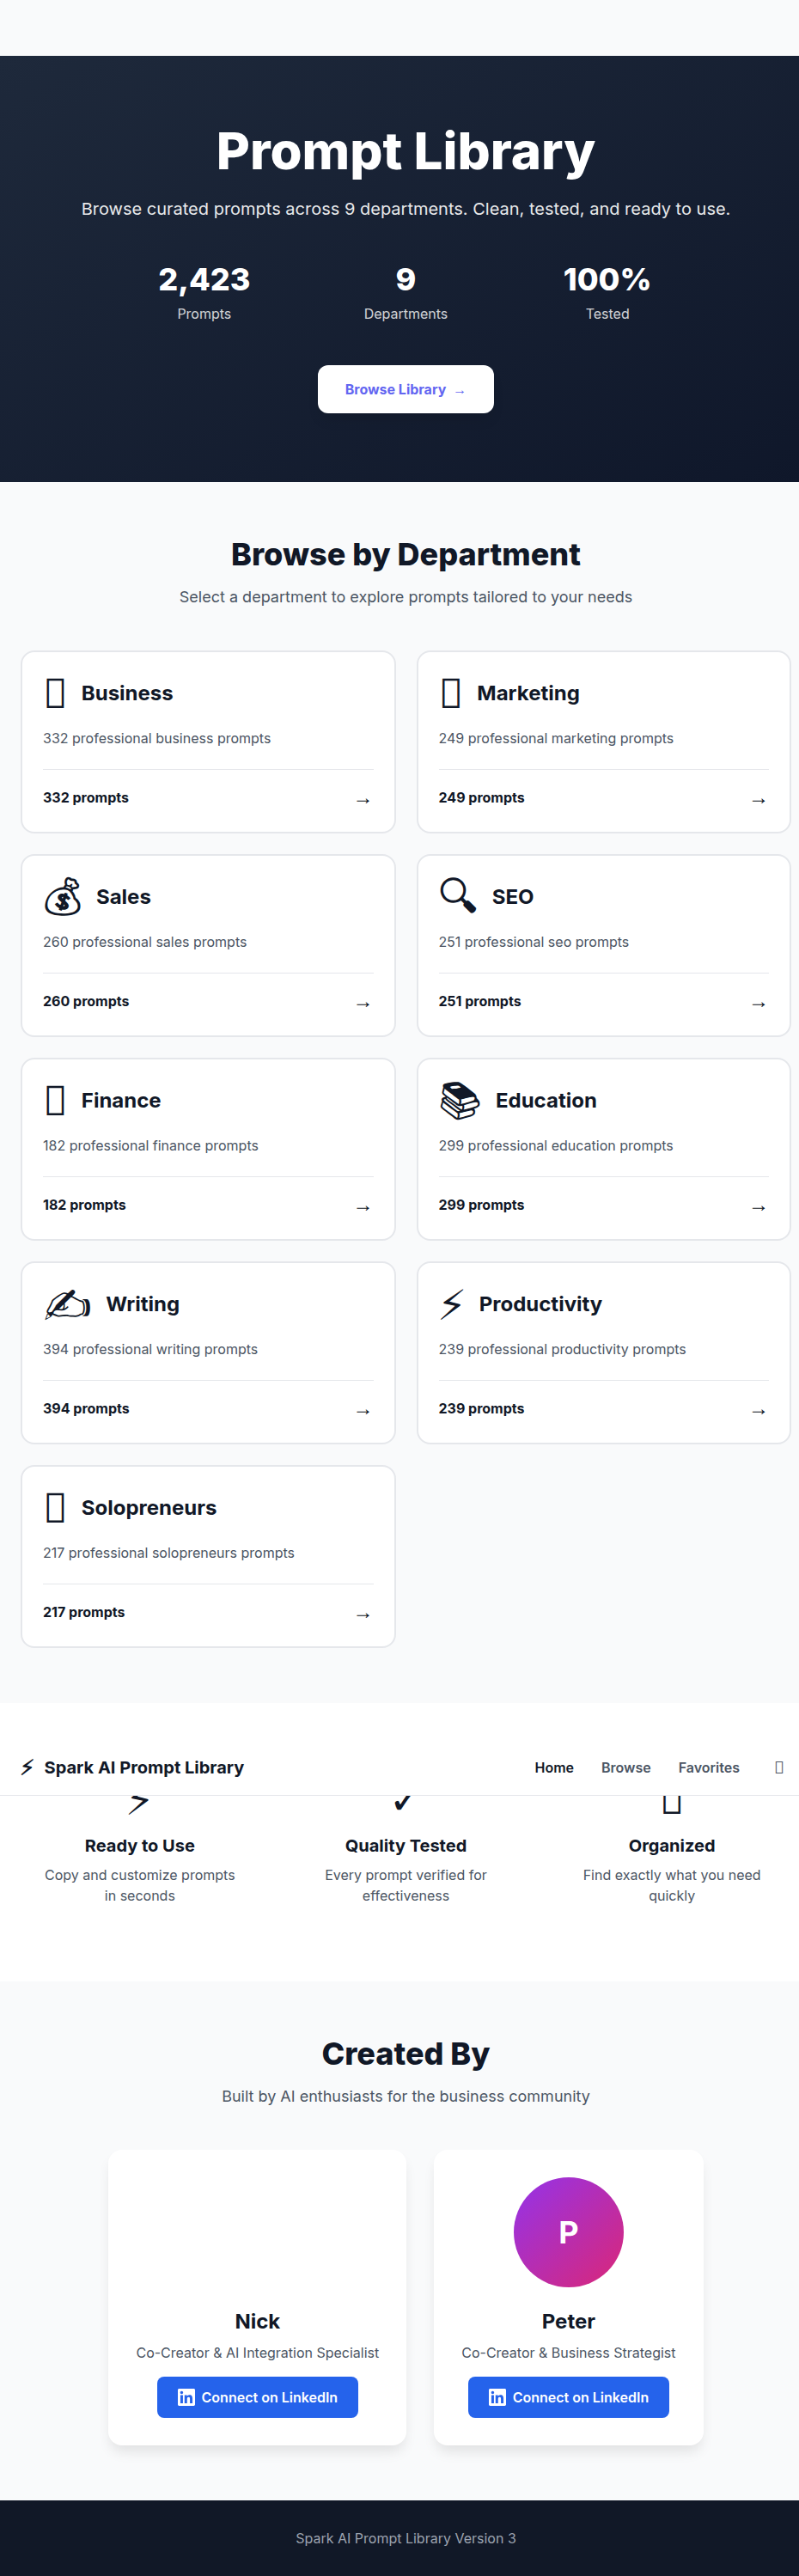 Prompt Library
Browse curated prompts across 9 departments. Clean, tested, and ready to use.
2,423
Prompts
9
Departments
100%
Tested
Browse Library →
Browse by Department
Select a department to explore prompts tailored to your needs
Business
332 professional business prompts
332 prompts →
Marketing
249 professional marketing prompts
249 prompts →
Sales
260 professional sales prompts
260 prompts →
SEO
251 professional seo prompts
251 prompts →
Finance
182 professional finance prompts
182 prompts →
Education
299 professional education prompts
299 prompts →
Writing
394 professional writing prompts
394 prompts →
Productivity
239 professional productivity prompts
239 prompts →
Solopreneurs
217 professional solopreneurs prompts
217 prompts →
Spark AI Prompt Library
Home
Browse
Favorites
Ready to Use
Copy and customize prompts
in seconds
Quality Tested
Every prompt verified for
effectiveness
Organized
Find exactly what you need
quickly
Created By
Built by AI enthusiasts for the business community
Nick
Co-Creator & AI Integration Specialist
Connect on LinkedIn
P
Peter
Co-Creator & Business Strategist
Connect on LinkedIn
Spark AI Prompt Library Version 3